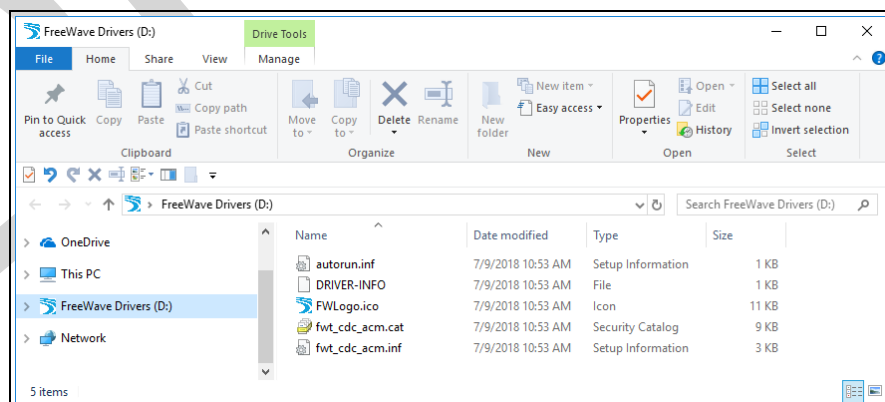 FreeWave Drivers (D:) Drive Tools
File Home Share View Manage
Pin to Quick access Copy Paste Cut Copy path Paste shortcut
Clipboard
Move to Copy to Delete Rename
Organize
New folder New item Easy access
New
Properties Open Edit History
Open
Select all Select none Invert selection
Select
FreeWave Drivers (D:) Search FreeWave Drivers (D:)
OneDrive
This PC
FreeWave Drivers (D:)
Network
Name Date modified Type Size
autorun.inf 7/9/2018 10:53 AM Setup Information 1 KB
DRIVER-INFO 7/9/2018 10:53 AM File 1 KB
FWLogo.ico 7/9/2018 10:53 AM Icon 11 KB
fwt_cdc_acm.cat 7/9/2018 10:53 AM Security Catalog 9 KB
fwt_cdc_acm.inf 7/9/2018 10:53 AM Setup Information 3 KB
5 items